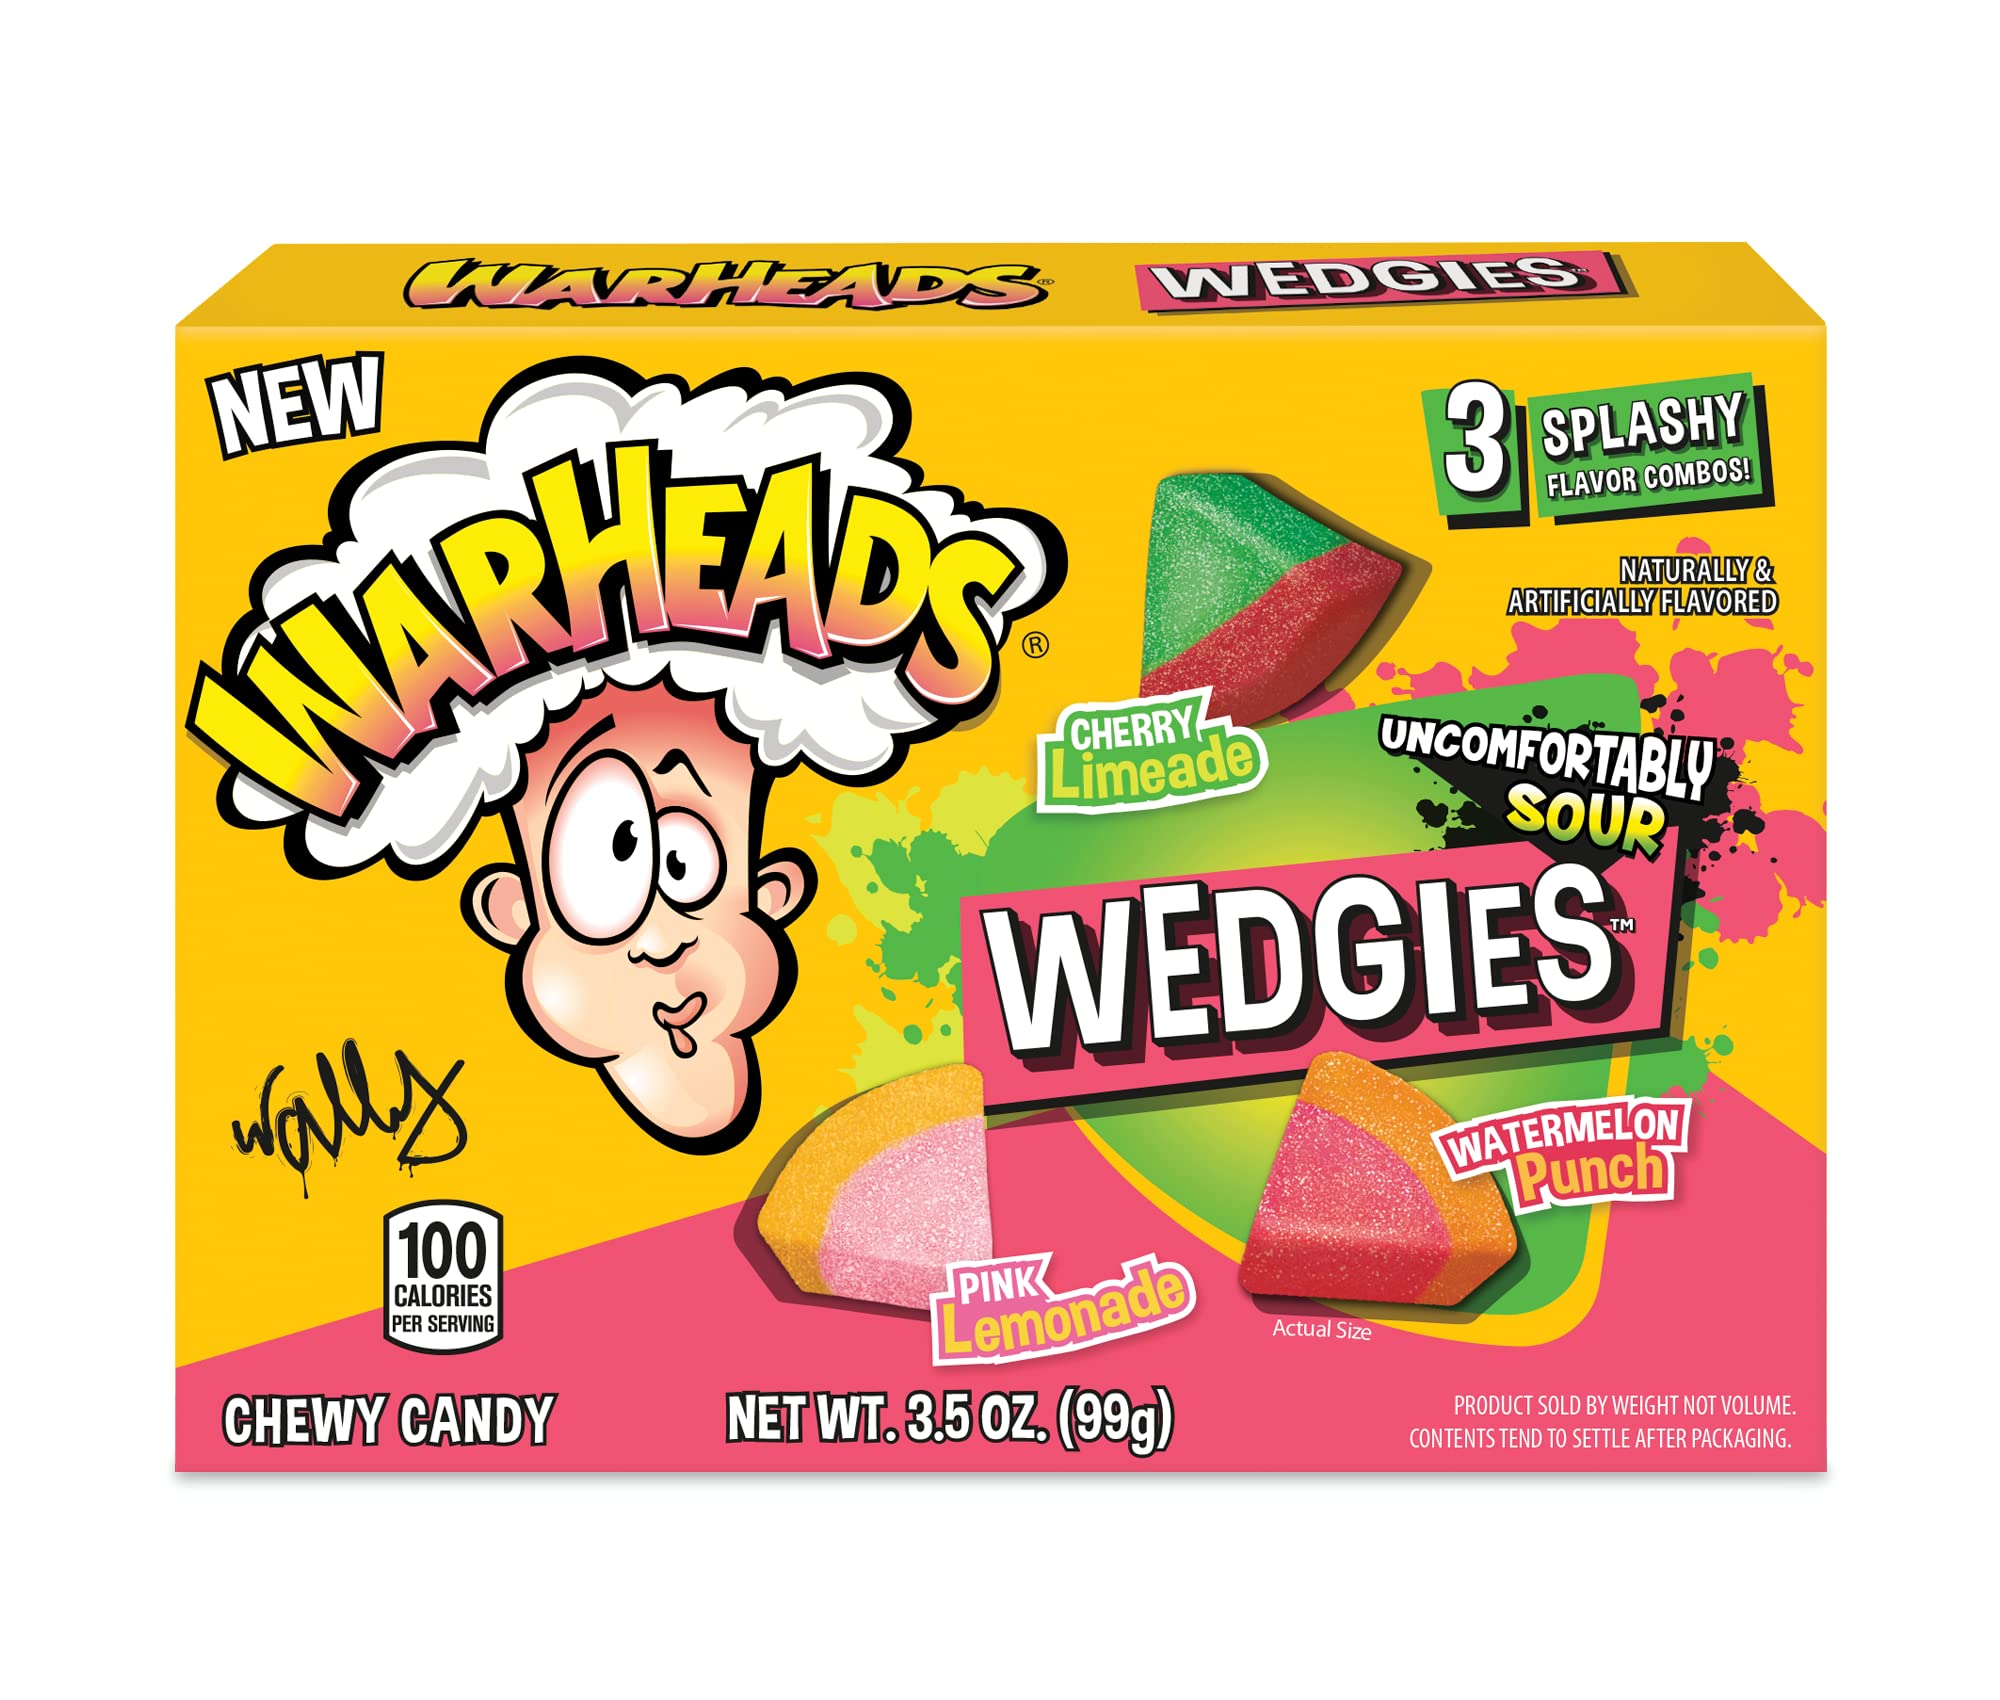 WARHEADS® WEDGIES™
NEW
WARHEADS®
3 SPLASHY
FLAVOR COMBOS!
NATURALLY &
ARTIFICIALLY FLAVORED
CHERRY
Limeade
UNCOMFORTABLY
SOUR
WEDGIES™
Wally
WATERMELON
Punch
PINK
Lemonade
Actual Size
100
CALORIES
PER SERVING
CHEWY CANDY
NET WT. 3.5 OZ. (99g)
PRODUCT SOLD BY WEIGHT NOT VOLUME.
CONTENTS TEND TO SETTLE AFTER PACKAGING.